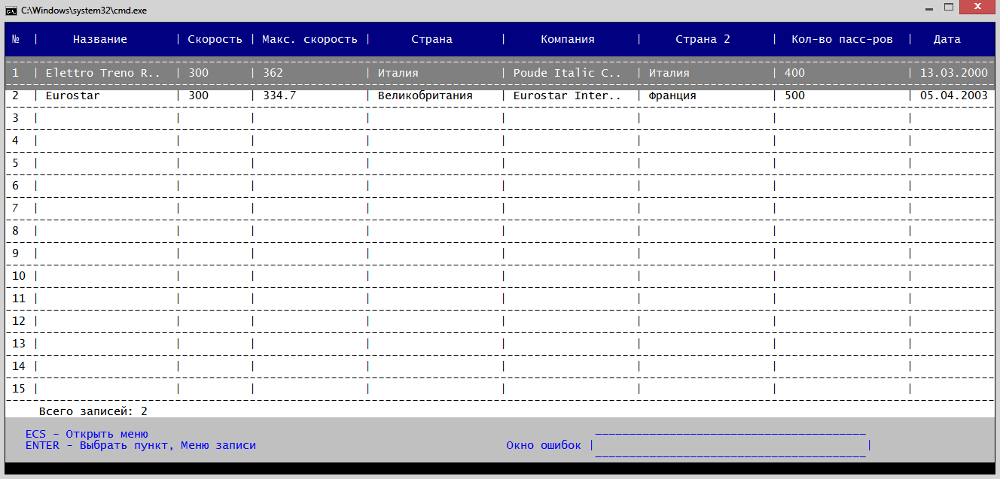 C:\Windows\system32\cmd.exe
№ | Название | Скорость | Макс. скорость | Страна | Компания | Страна 2 | Кол-во пасс-ров | Дата
1 | Elettro Treno R.. | 300 | 362 | Италия | Poude Italic C.. | Италия | 400 | 13.03.2000
2 | Eurostar | 300 | 334.7 | Великобритания | Eurostar Inter.. | Франция | 500 | 05.04.2003
3 | | | | | | | |
4 | | | | | | | |
5 | | | | | | | |
6 | | | | | | | |
7 | | | | | | | |
8 | | | | | | | |
9 | | | | | | | |
10 | | | | | | | |
11 | | | | | | | |
12 | | | | | | | |
13 | | | | | | | |
14 | | | | | | | |
15 | | | | | | | |
Всего записей: 2
ECS - Открыть меню
ENTER - Выбрать пункт, Меню записи Окно ошибок | |